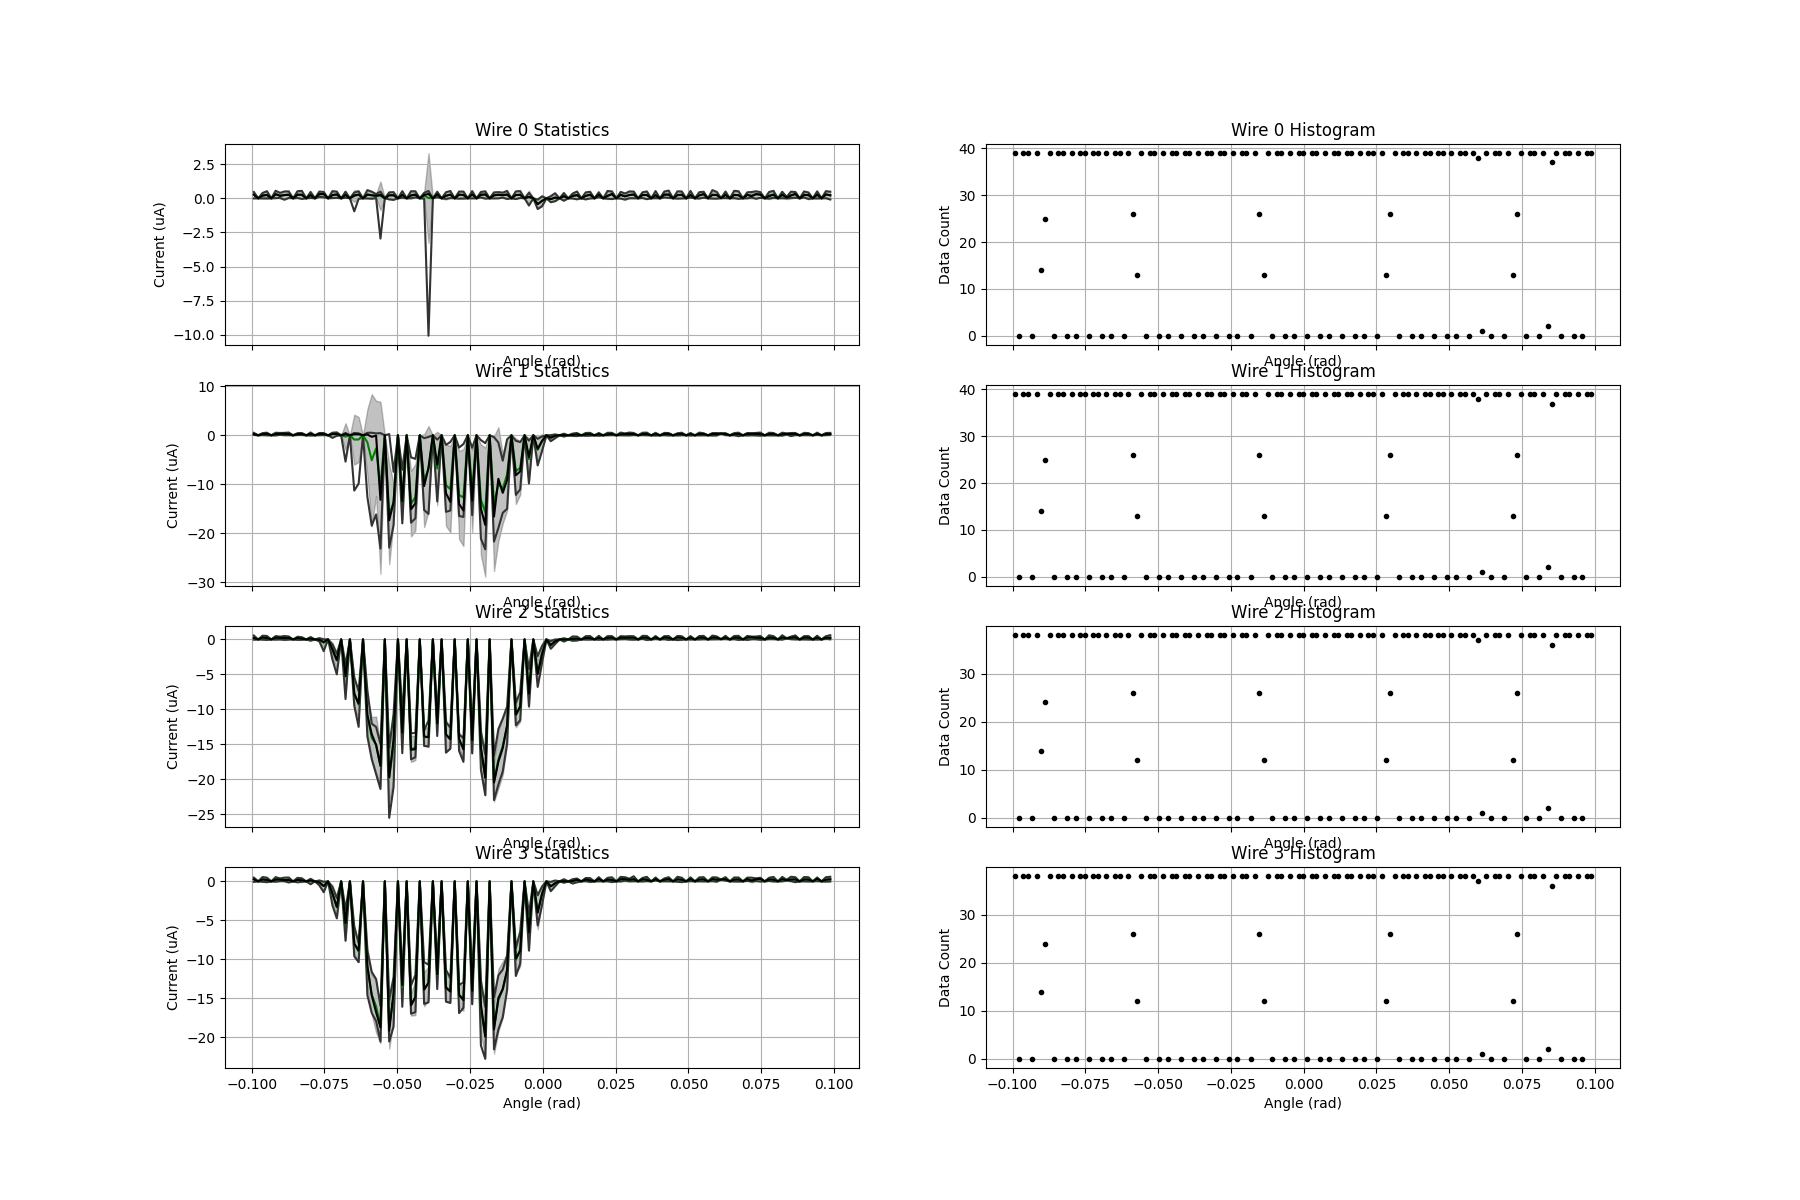 Wire 0 Statistics
Current (uA)
2.5
0.0
−2.5
−5.0
−7.5
−10.0
Angle (rad)
Wire 0 Histogram
Data Count
40
30
20
10
0
Angle (rad)
Wire 1 Statistics
Current (uA)
10
0
−10
−20
−30
Angle (rad)
Wire 1 Histogram
Data Count
40
30
20
10
0
Angle (rad)
Wire 2 Statistics
Current (uA)
0
−5
−10
−15
−20
−25
Angle (rad)
Wire 2 Histogram
Data Count
30
20
10
0
Angle (rad)
Wire 3 Statistics
Current (uA)
0
−5
−10
−15
−20
−0.100 −0.075 −0.050 −0.025 0.000 0.025 0.050 0.075 0.100
Angle (rad)
Wire 3 Histogram
Data Count
30
20
10
0
−0.100 −0.075 −0.050 −0.025 0.000 0.025 0.050 0.075 0.100
Angle (rad)